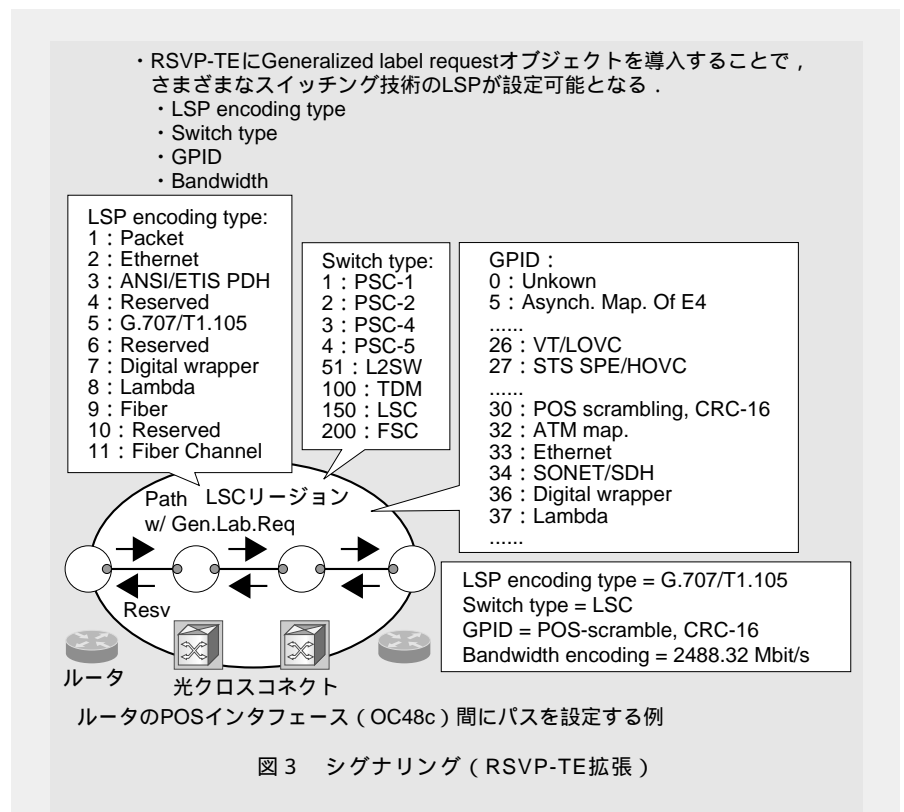 ・RSVP-TEにGeneralized label requestオブジェクトを導入することで，
さまざまなスイッチング技術のLSPが設定可能となる．
・LSP encoding type
・Switch type
・GPID
・Bandwidth
LSP encoding type:
1：Packet
2：Ethernet
3：ANSI/ETIS PDH
4：Reserved
5：G.707/T1.105
6：Reserved
7：Digital wrapper
8：Lambda
9：Fiber
10：Reserved
11：Fiber Channel
Switch type:
1：PSC-1
2：PSC-2
3：PSC-4
4：PSC-5
51：L2SW
100：TDM
150：LSC
200：FSC
GPID：
0：Unkown
5：Asynch. Map. Of E4
......
26：VT/LOVC
27：STS SPE/HOVC
......
30：POS scrambling, CRC-16
32：ATM map.
33：Ethernet
34：SONET/SDH
36：Digital wrapper
37：Lambda
......
Path LSCリージョン
w/ Gen.Lab.Req
Resv
LSP encoding type = G.707/T1.105
Switch type = LSC
GPID = POS-scramble, CRC-16
Bandwidth encoding = 2488.32 Mbit/s
ルータ
光クロスコネクト
ルータのPOSインタフェース（OC48c）間にパスを設定する例
図3 シグナリング（RSVP-TE拡張）